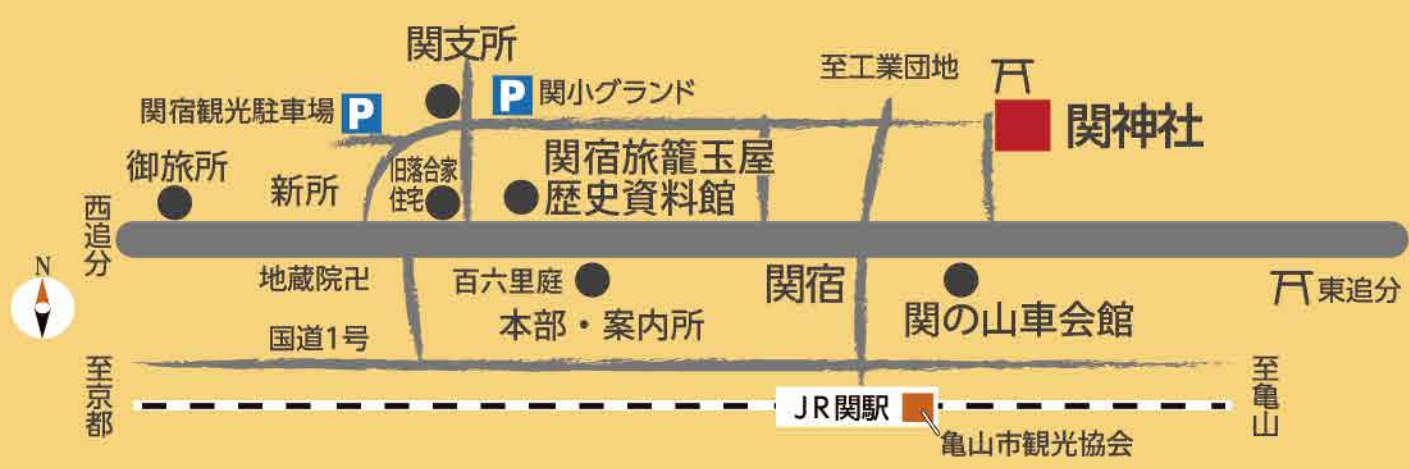 関支所
至工業団地
P 関小グランド
関宿観光駐車場 P
関神社
御旅所
新所
旧落合家
住宅
関宿旅籠玉屋
歴史資料館
西追分
N
地蔵院卍
百六里庭
関宿
東追分
本部・案内所
関の山車会館
国道1号
至京都
至亀山
JR関駅
亀山市観光協会